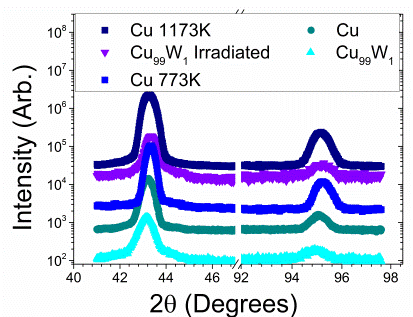 10⁸
10⁷
10⁶
10⁵
10⁴
10³
10²
Intensity (Arb.)
Cu 1173K
Cu
Cu₉₉W₁ Irradiated
Cu₉₉W₁
Cu 773K
40 42 44 46 92 94 96 98
2θ (Degrees)